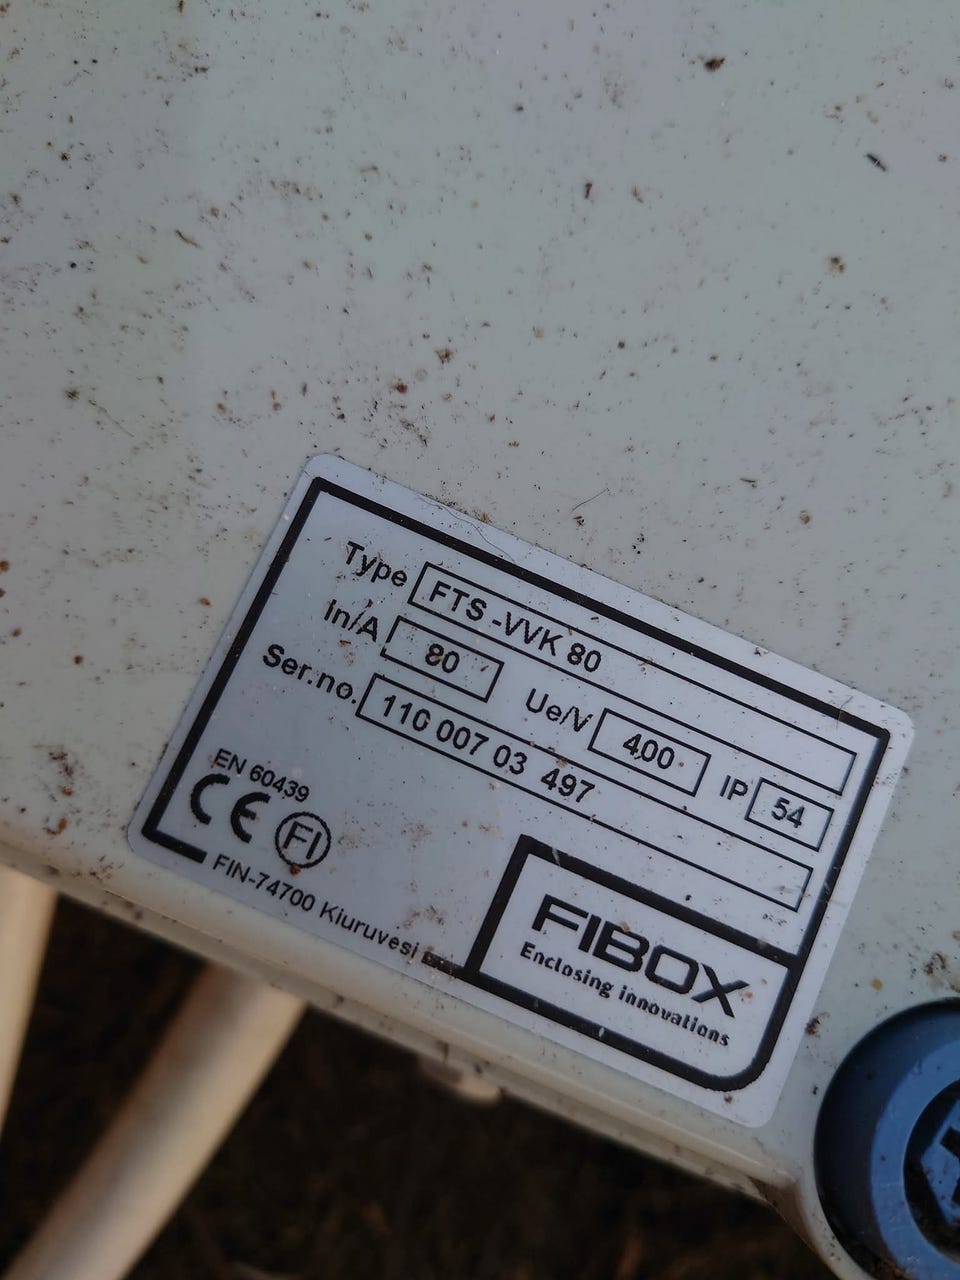 Type FTS -VVK 80
In/A 80 Ue/V 400 IP 54
Ser.no. 110 007 03 497
EN 60439
CE FI
FIN-74700 Kiuruvesi
FIBOX
Enclosing innovations